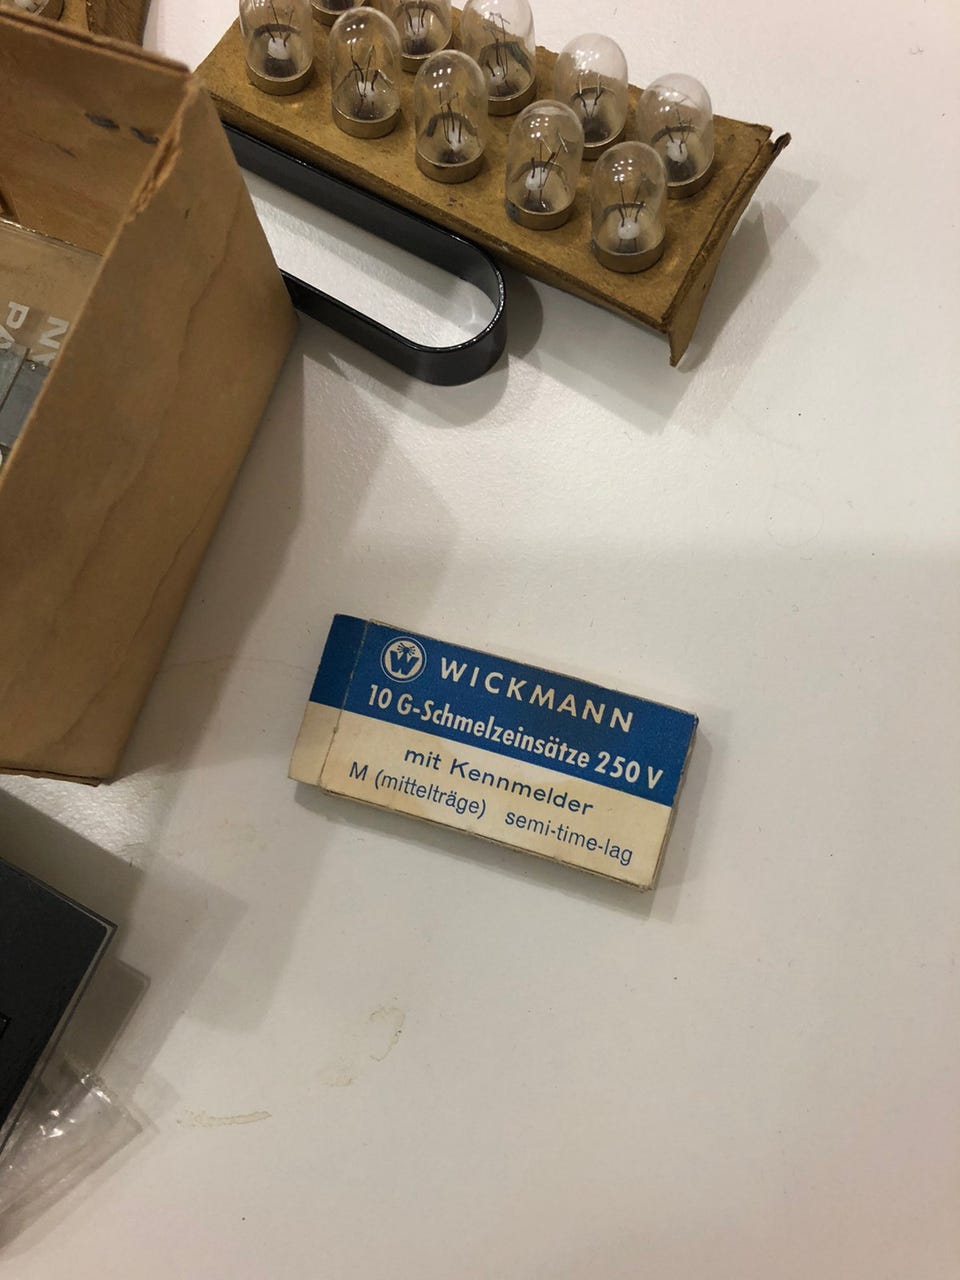 W WICKMANN
10 G-Schmelzeinsätze 250 V
mit Kennmelder
M (mittelträge) semi-time-lag